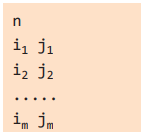 n
i₁ j₁
i₂ j₂
.....
iₘ jₘ